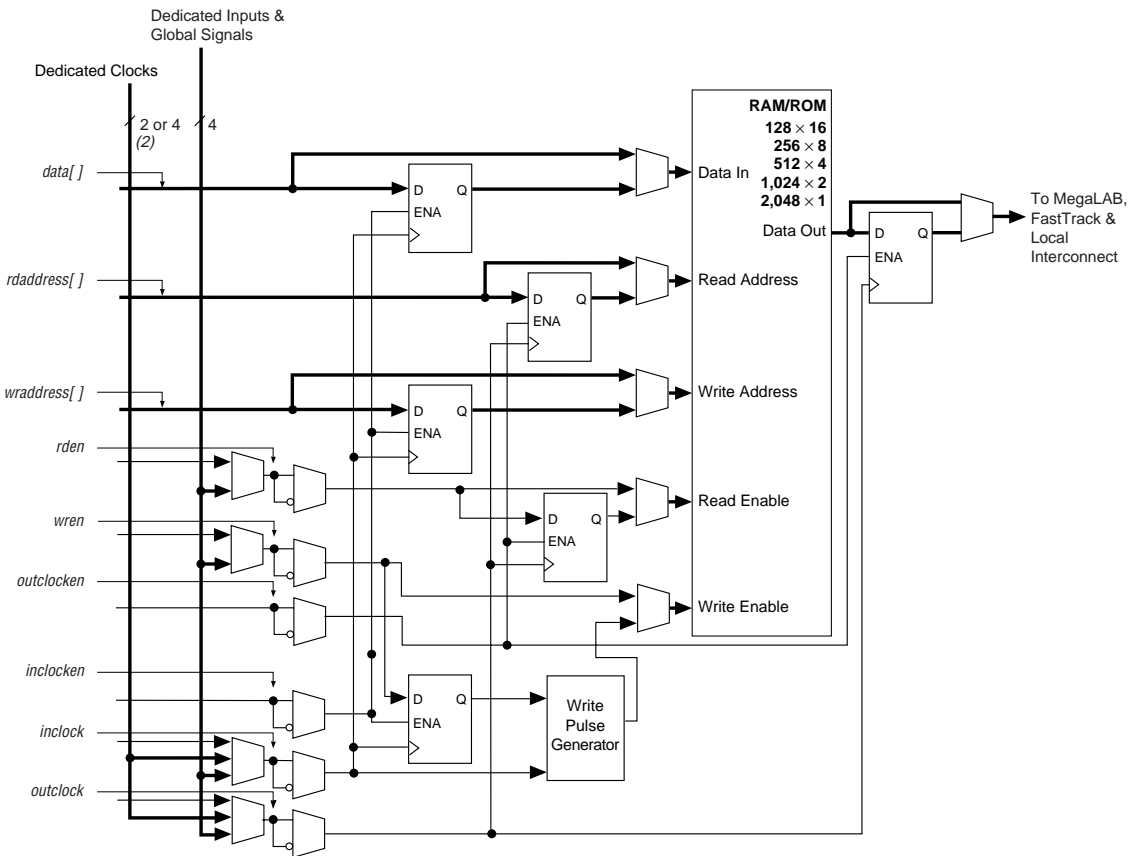 Dedicated Inputs &
Global Signals
Dedicated Clocks
2 or 4
(2)
4
RAM/ROM
128 × 16
256 × 8
512 × 4
1,024 × 2
2,048 × 1
data[ ]
D
Q
ENA
Data In
Data Out
D
Q
ENA
To MegaLAB,
FastTrack &
Local
Interconnect
rdaddress[ ]
D
Q
ENA
Read Address
wraddress[ ]
D
Q
ENA
Write Address
rden
D
Q
ENA
Read Enable
wren
outclocken
Write Enable
inclocken
D
Q
ENA
Write
Pulse
Generator
inclock
outclock